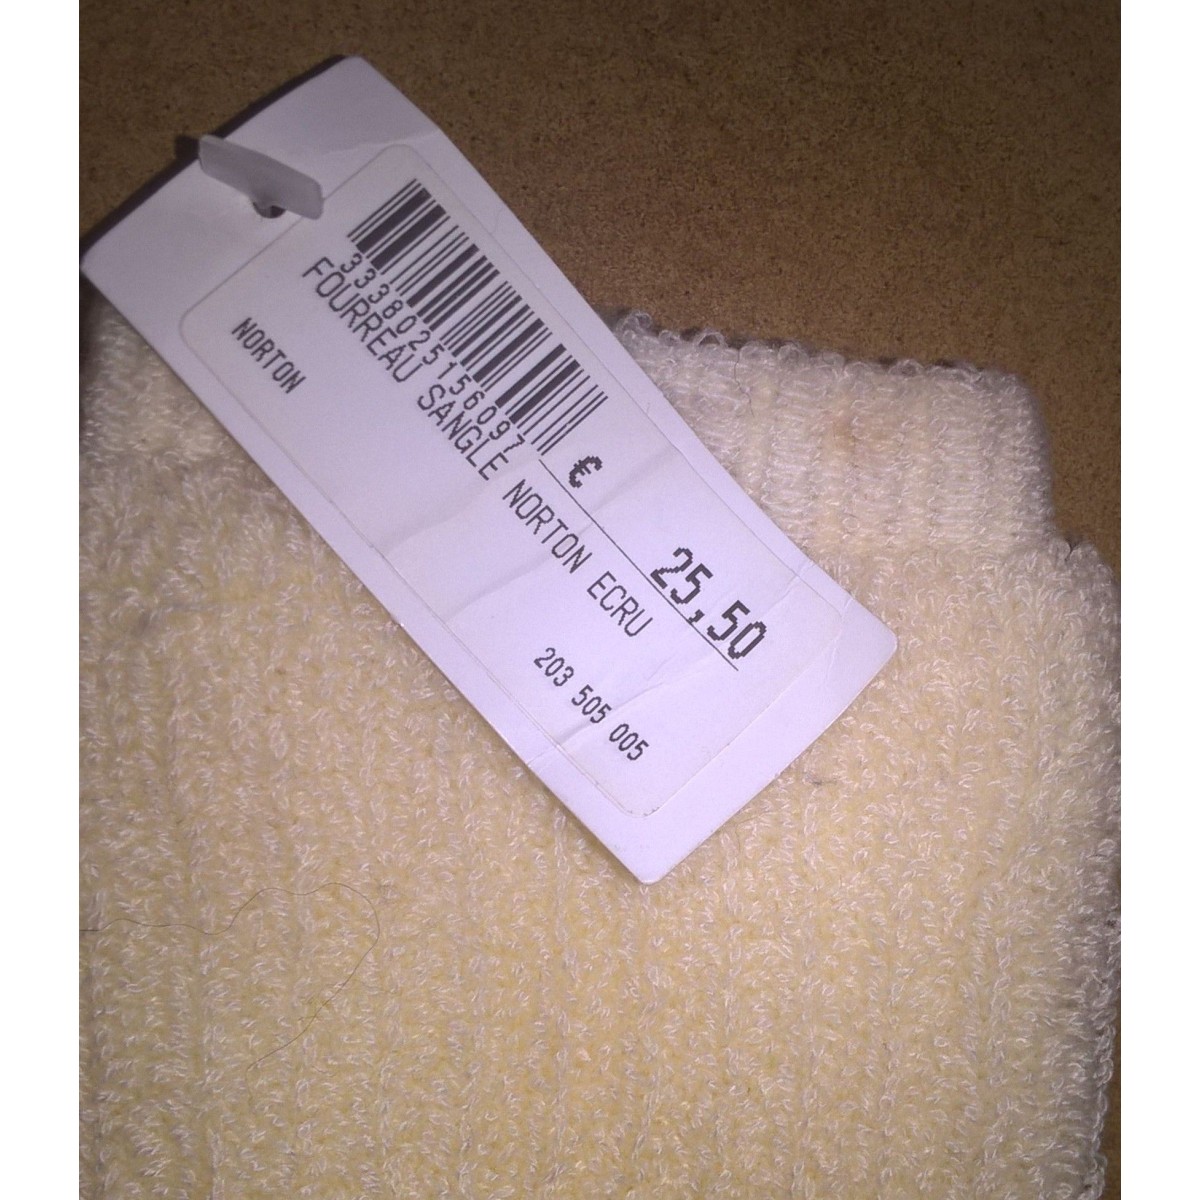 3338025156097
FOURREAU SANGLE NORTON ECRU
NORTON
€ 25,50
203 505 005